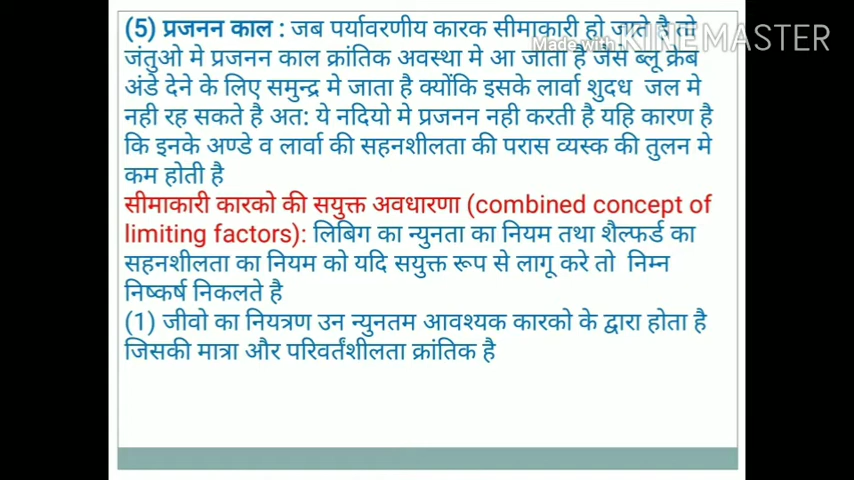 (5) प्रजनन काल : जब पर्यावरणीय कारक सीमाकारी हो जाते है तो
Made with KINEMASTER
जंतुओ मे प्रजनन काल क्रांतिक अवस्था मे आ जाता है जैसे ब्लू क्रेब
अंडे देने के लिए समुन्द्र मे जाता है क्योंकि इसके लार्वा शुदध जल मे
नही रह सकते है अत: ये नदियो मे प्रजनन नही करती है यहि कारण है
कि इनके अण्डे व लार्वा की सहनशीलता की परास व्यस्क की तुलन मे
कम होती है
सीमाकारी कारको की सयुक्त अवधारणा (combined concept of
limiting factors): लिबिग का न्युनता का नियम तथा शैल्फर्ड का
सहनशीलता का नियम को यदि सयुक्त रूप से लागू करे तो निम्न
निष्कर्ष निकलते है
(1) जीवो का नियत्रण उन न्युनतम आवश्यक कारको के द्वारा होता है
जिसकी मात्रा और परिवर्तंशीलता क्रांतिक है